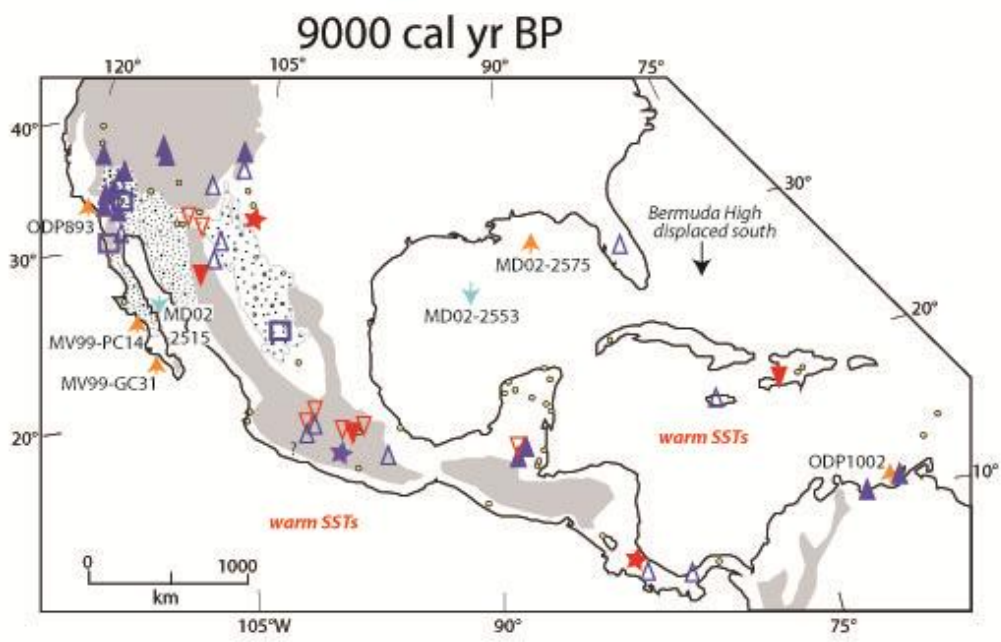 9000 cal yr BP
120°
105°
90°
75°
40°
30°
Bermuda High
displaced south
ODP893
MD02-2575
30°
MD02-2553
20°
MD02
2515
MV99-PC14
MV99-GC31
20°
?
warm SSTs
ODP1002
10°
warm SSTs
0
1000
km
105°W
90°
75°